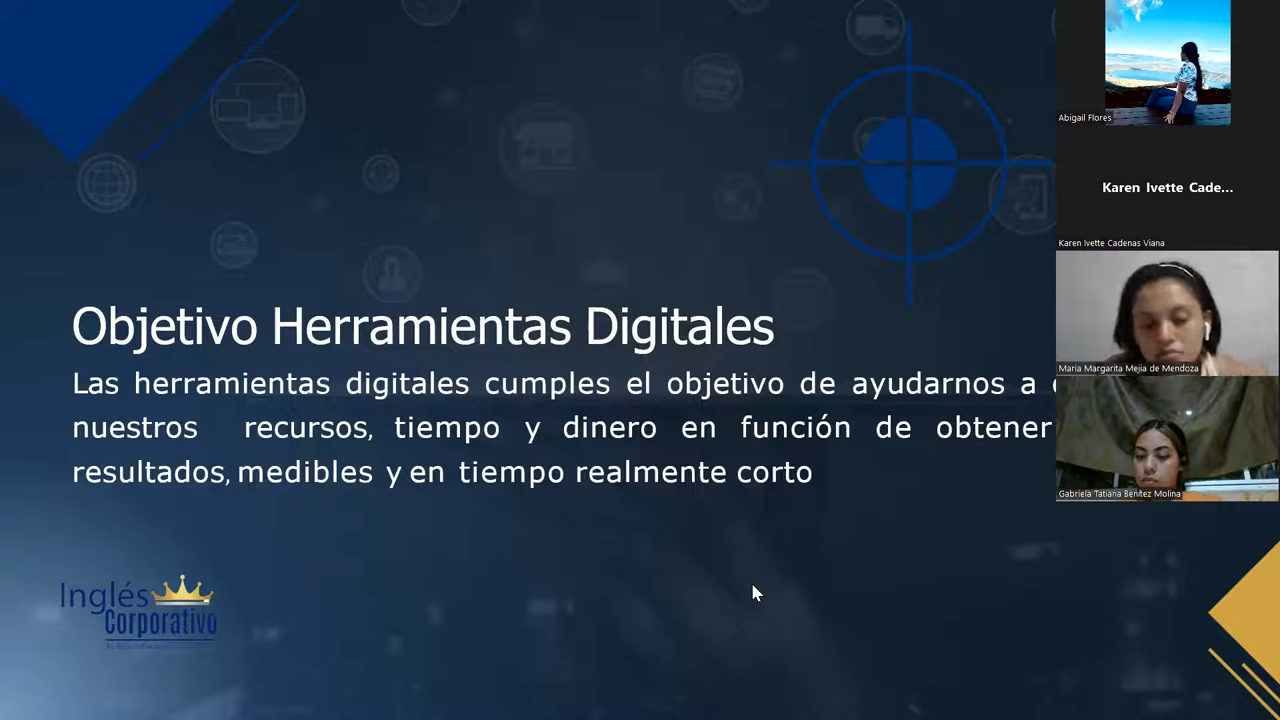 Objetivo Herramientas Digitales
Las herramientas digitales cumples el objetivo de ayudarnos a
nuestros recursos, tiempo y dinero en función de obtener
resultados, medibles y en tiempo realmente corto
Inglés
Corporativo
Abigail Flores
Karen Ivette Cade...
Karen Ivette Cadenas Viana
Maria Margarita Mejia de Mendoza
Gabriela Tatiana Benítez Molina